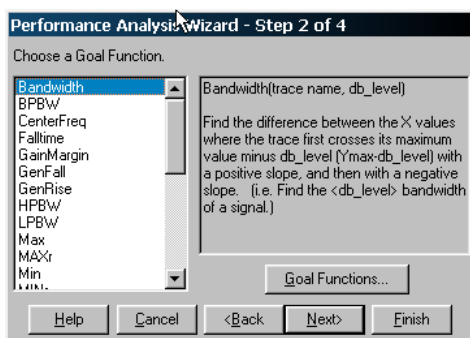 Performance Analysis Wizard - Step 2 of 4
Choose a Goal Function.
Bandwidth
BPBW
CenterFreq
Falltime
GainMargin
GenFall
GenRise
HPBW
LPBW
Max
MAXr
Min
Bandwidth(trace name, db_level)
Find the difference between the X values
where the trace first crosses its maximum
value minus db_level (Ymax-db_level) with
a positive slope, and then with a negative
slope. (i.e. Find the <db_level> bandwidth
of a signal.)
Goal Functions...
Help
Cancel
<Back
Next>
Finish